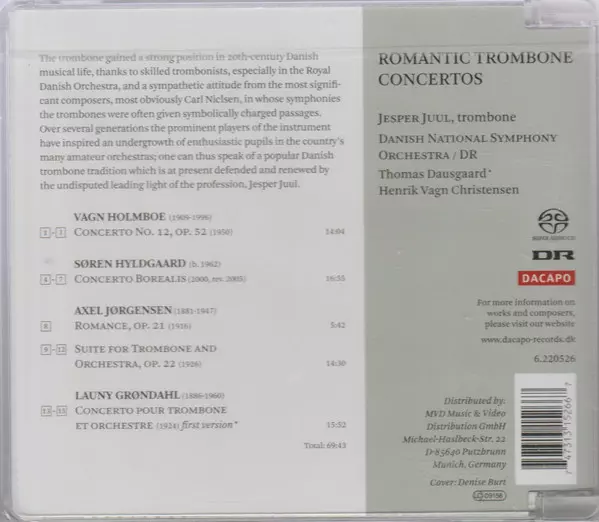 The trombone gained a strong position in 20th-century Danish
musical life, thanks to skilled trombonists, especially in the Royal
Danish Orchestra, and a sympathetic attitude from the most signifi-
cant composers, most obviously Carl Nielsen, in whose symphonies
the trombones were often given symbolically charged passages.
Over several generations the prominent players of the instrument
have inspired an undergrowth of enthusiastic pupils in the country's
many amateur orchestras; one can thus speak of a popular Danish
trombone tradition which is at present defended and renewed by
the undisputed leading light of the profession, Jesper Juul.
VAGN HOLMBOE (1909-1996)
1 - 3 CONCERTO NO. 12, OP. 52 (1950) 14:04
SØREN HYLDGAARD (b. 1962)
4 - 7 CONCERTO BOREALIS (2000, rev. 2005) 16:55
AXEL JØRGENSEN (1881-1947)
8 ROMANCE, OP. 21 (1916) 5:42
9 - 12 SUITE FOR TROMBONE AND
ORCHESTRA, OP. 22 (1926) 14:30
LAUNY GRØNDAHL (1886-1960)
13 - 15 CONCERTO POUR TROMBONE
ET ORCHESTRE (1924) first version* 15:52
Total: 69:43
ROMANTIC TROMBONE
CONCERTOS
JESPER JUUL, trombone
DANISH NATIONAL SYMPHONY
ORCHESTRA / DR
Thomas Dausgaard*
Henrik Vagn Christensen
SUPER AUDIO CD
DR
DACAPO
For more information on
works and composers,
please visit our website
www.dacapo-records.dk
6.220526
Distributed by:
MVD Music & Video
Distribution GmbH
Michael-Haslbeck-Str. 22
D-85640 Putzbrunn
Munich, Germany
Cover: Denise Burt
LC 09158
7 47313 15266 7